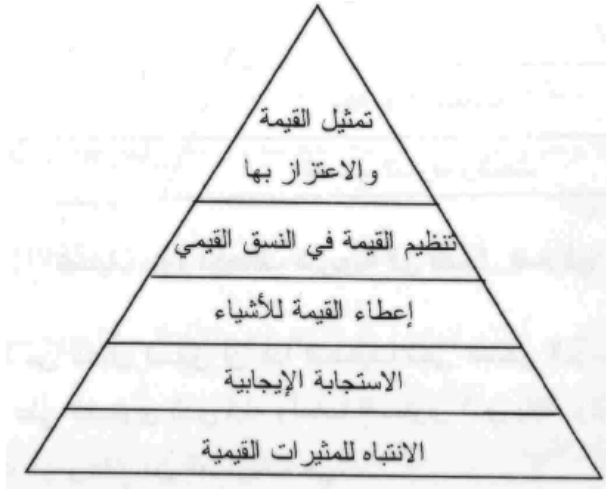 تمثيل القيمة
والاعتزاز بها
تنظيم القيمة في النسق القيمي
إعطاء القيمة للأشياء
الاستجابة الإيجابية
الانتباه للمثيرات القيمية